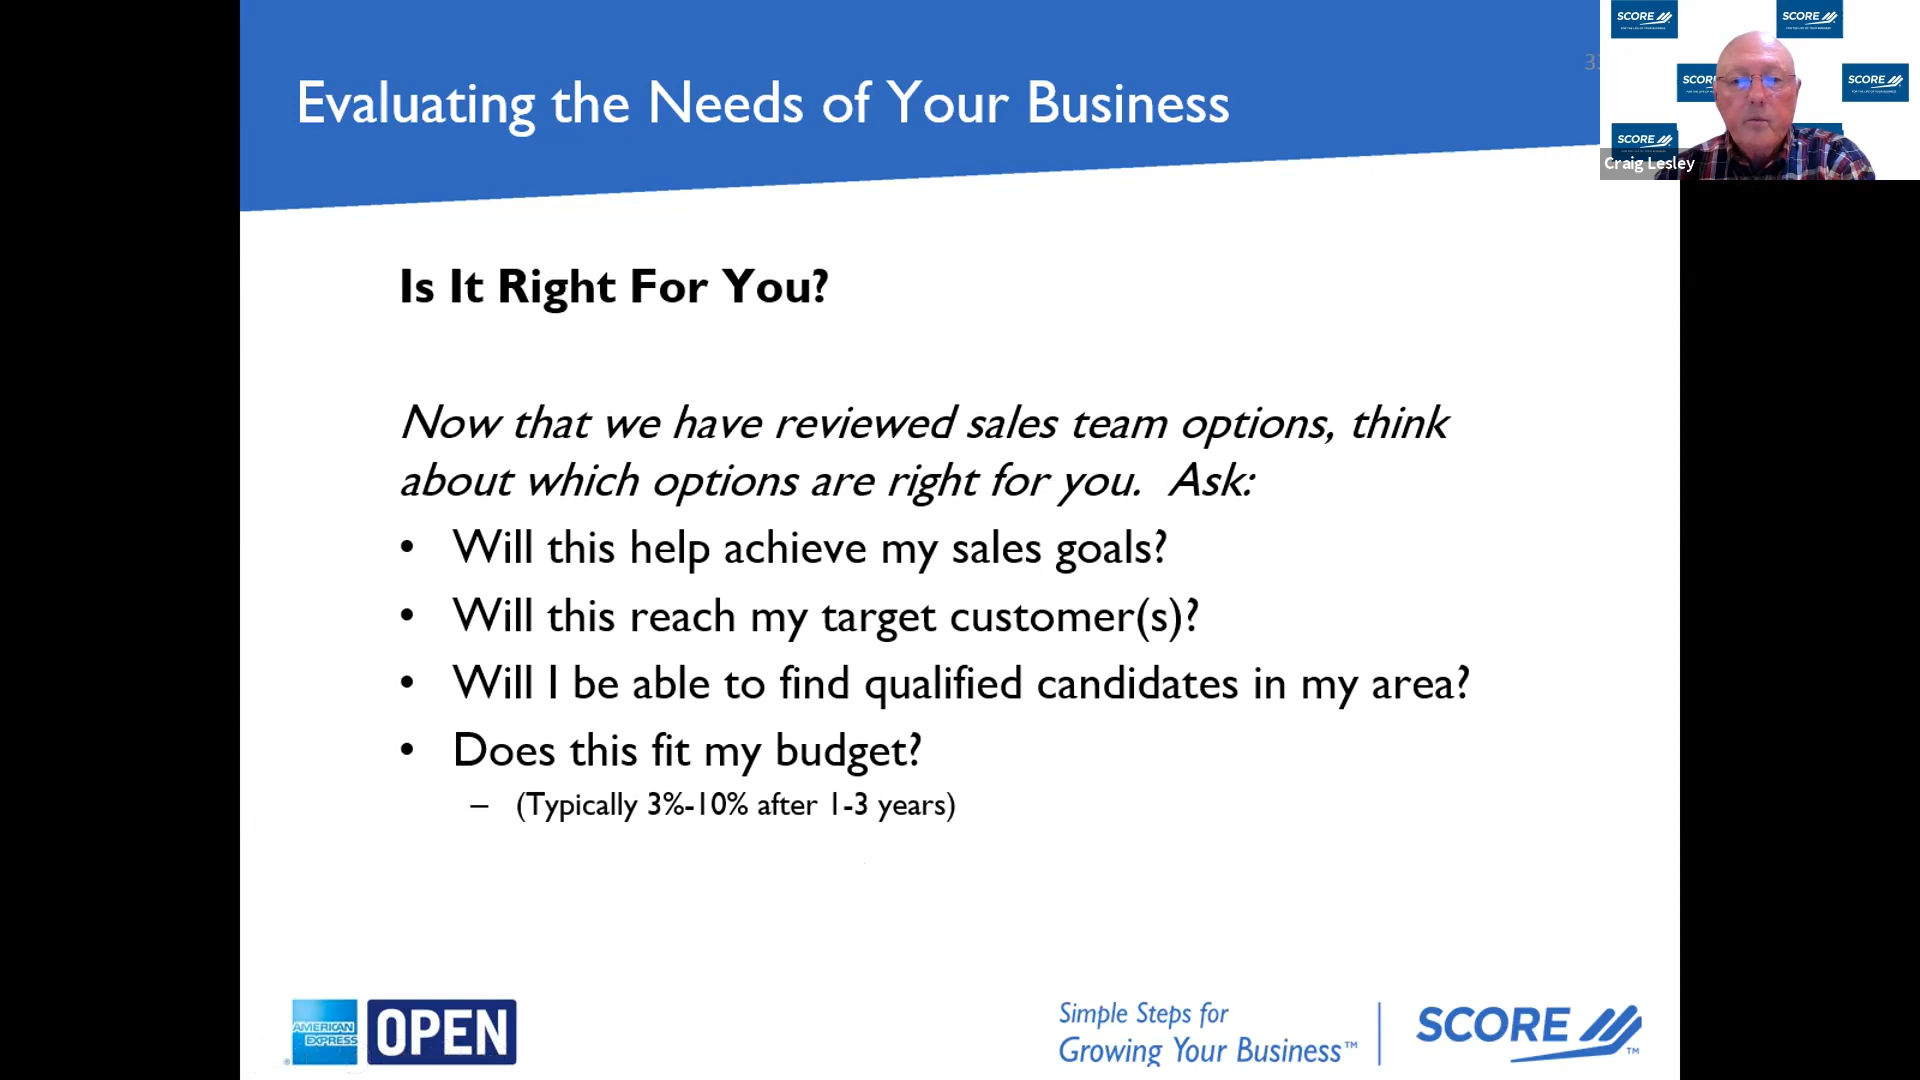 Evaluating the Needs of Your Business
SCORE
SCORE
SCORE
SCORE
SCORE
Craig Lesley
Is It Right For You?
Now that we have reviewed sales team options, think
about which options are right for you.  Ask:
• Will this help achieve my sales goals?
• Will this reach my target customer(s)?
• Will I be able to find qualified candidates in my area?
• Does this fit my budget?
– (Typically 3%-10% after 1-3 years)
AMERICAN
EXPRESS
®
OPEN
Simple Steps for
Growing Your Business™
SCORE
™